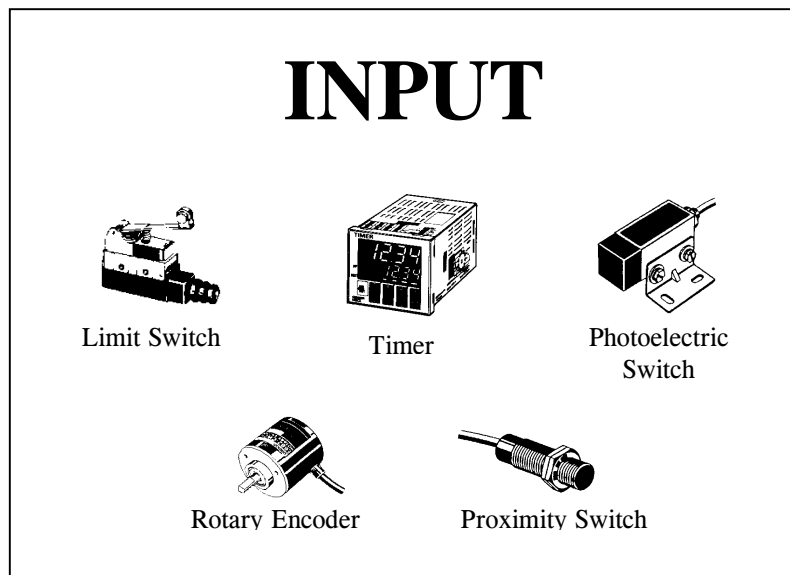 INPUT
TIMER
1234
1234
Limit Switch
Timer
Photoelectric
Switch
Rotary Encoder
Proximity Switch